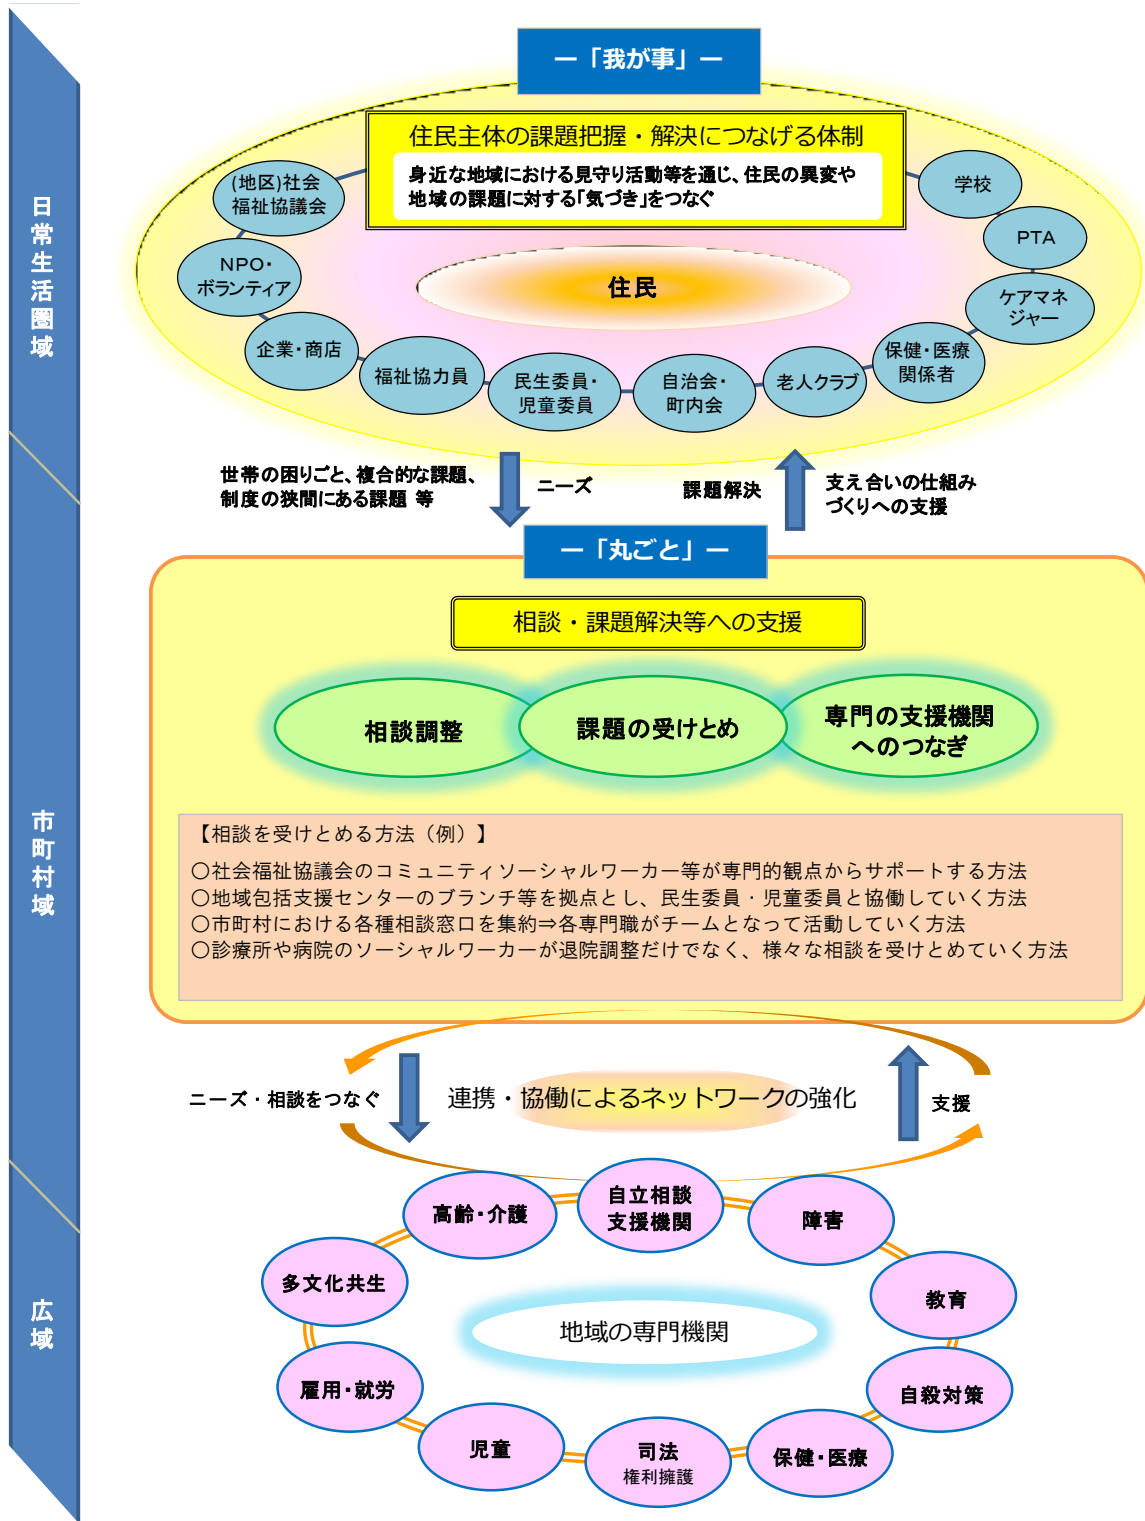 ー「我が事」ー
住民主体の課題把握・解決につなげる体制
身近な地域における見守り活動等を通じ、住民の異変や
地域の課題に対する「気づき」をつなぐ
(地区)社会
福祉協議会
NPO・
ボランティア
企業・商店
福祉協力員
民生委員・
児童委員
自治会・
町内会
老人クラブ
保健・医療
関係者
ケアマネ
ジャー
PTA
学校
住民
日常生活圏域
世帯の困りごと、複合的な課題、
制度の狭間にある課題 等
ニーズ
課題解決
支え合いの仕組み
づくりへの支援
ー「丸ごと」ー
相談・課題解決等への支援
相談調整
課題の受けとめ
専門の支援機関
へのつなぎ
市町村域
【相談を受けとめる方法（例）】
○社会福祉協議会のコミュニティソーシャルワーカー等が専門的観点からサポートする方法
○地域包括支援センターのブランチ等を拠点とし、民生委員・児童委員と協働していく方法
○市町村における各種相談窓口を集約⇒各専門職がチームとなって活動していく方法
○診療所や病院のソーシャルワーカーが退院調整だけでなく、様々な相談を受けとめていく方法
ニーズ・相談をつなぐ
連携・協働によるネットワークの強化
支援
広域
高齢・介護
自立相談
支援機関
障害
多文化共生
教育
地域の専門機関
雇用・就労
自殺対策
児童
司法
権利擁護
保健・医療